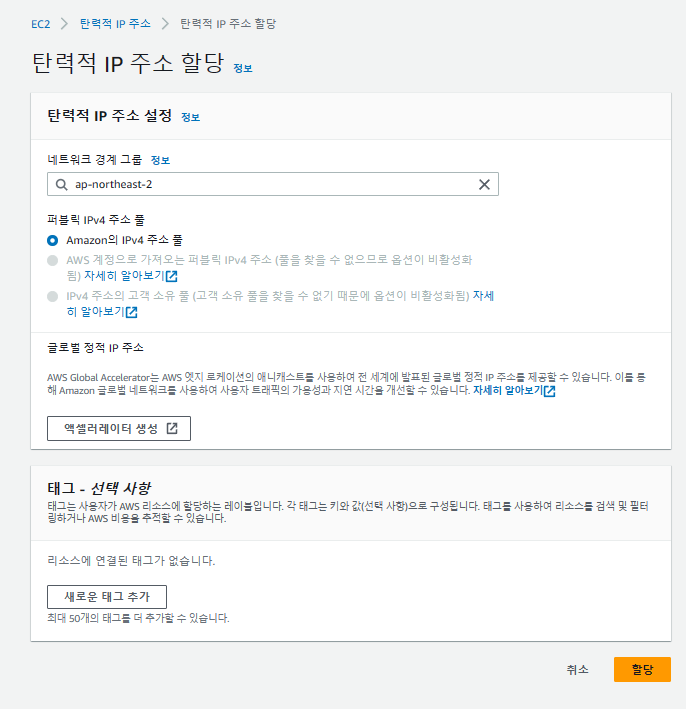 EC2 > 탄력적 IP 주소 > 탄력적 IP 주소 할당
탄력적 IP 주소 할당 정보
탄력적 IP 주소 설정 정보
네트워크 경계 그룹 정보
ap-northeast-2
퍼블릭 IPv4 주소 풀
Amazon의 IPv4 주소 풀
AWS 계정으로 가져오는 퍼블릭 IPv4 주소 (풀을 찾을 수 없으므로 옵션이 비활성화
됨) 자세히 알아보기
IPv4 주소의 고객 소유 풀 (고객 소유 풀을 찾을 수 없기 때문에 옵션이 비활성화됨) 자세
히 알아보기
글로벌 정적 IP 주소
AWS Global Accelerator는 AWS 엣지 로케이션의 애니캐스트를 사용하여 전 세계에 발표된 글로벌 정적 IP 주소를 제공할 수 있습니다. 이를 통
해 Amazon 글로벌 네트워크를 사용하여 사용자 트래픽의 가용성과 지연 시간을 개선할 수 있습니다. 자세히 알아보기
액셀러레이터 생성
태그 - 선택 사항
태그는 사용자가 AWS 리소스에 할당하는 레이블입니다. 각 태그는 키와 값(선택 사항)으로 구성됩니다. 태그를 사용하여 리소스를 검색 및 필터
링하거나 AWS 비용을 추적할 수 있습니다.
리소스에 연결된 태그가 없습니다.
새로운 태그 추가
최대 50개의 태그를 더 추가할 수 있습니다.
취소 할당